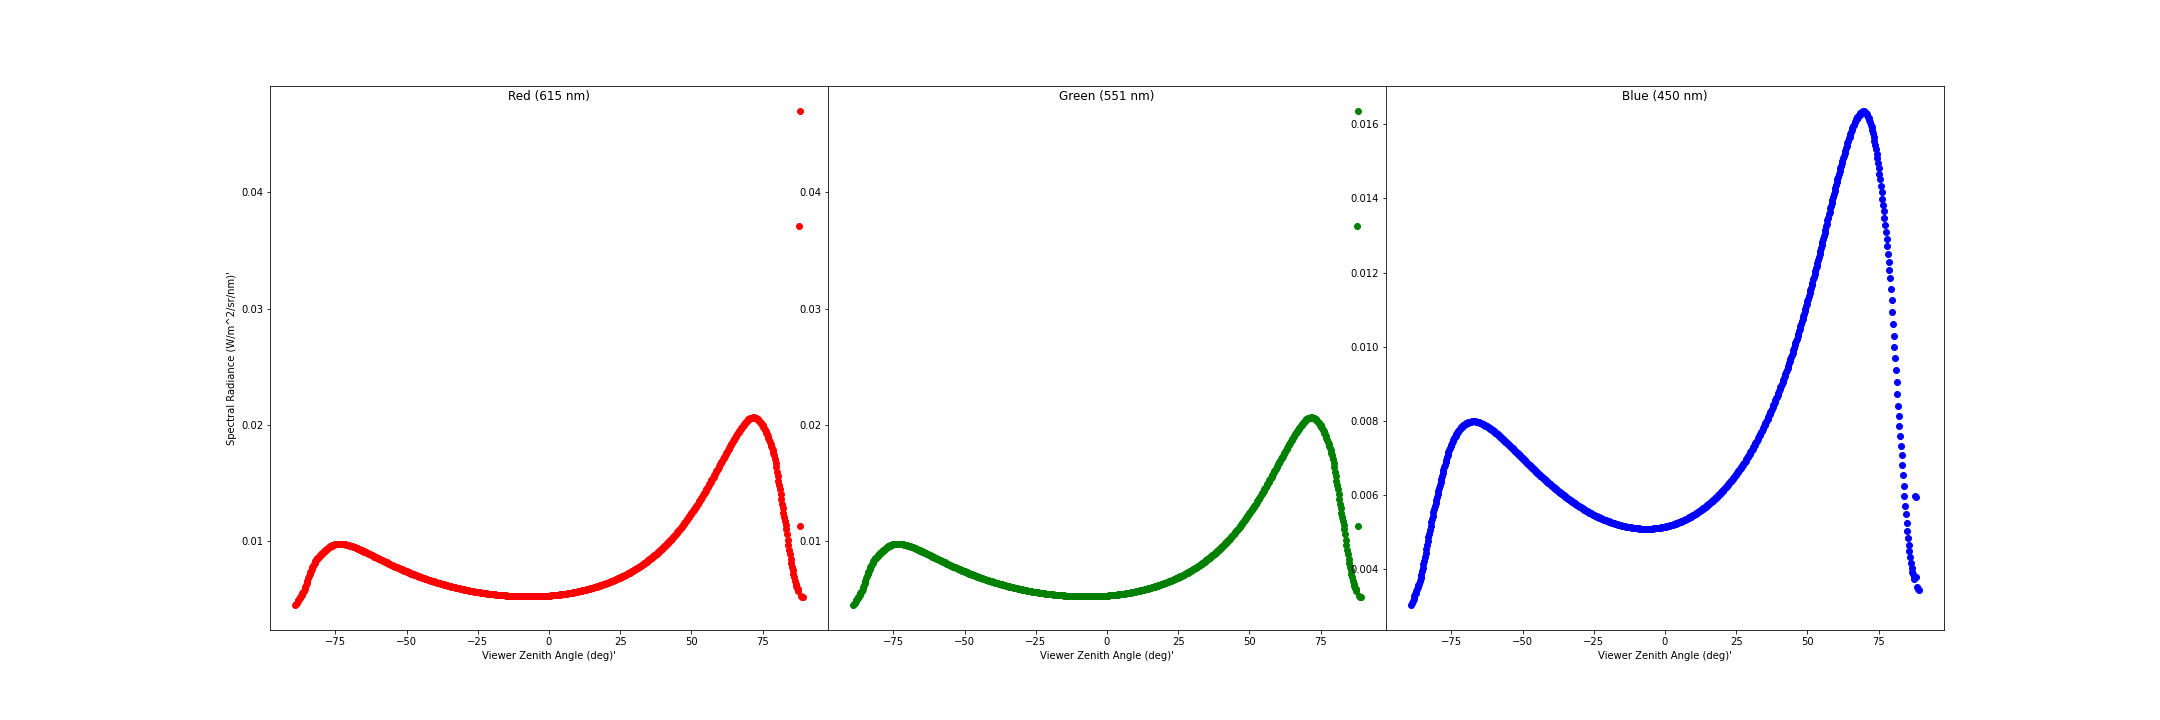 Red (615 nm)
Green (551 nm)
Blue (450 nm)
Spectral Radiance (W/m^2/sr/nm)'
0.04
0.03
0.02
0.01
−75 −50 −25 0 25 50 75
Viewer Zenith Angle (deg)'
0.04
0.03
0.02
0.01
−75 −50 −25 0 25 50 75
Viewer Zenith Angle (deg)'
0.016
0.014
0.012
0.010
0.008
0.006
0.004
−75 −50 −25 0 25 50 75
Viewer Zenith Angle (deg)'